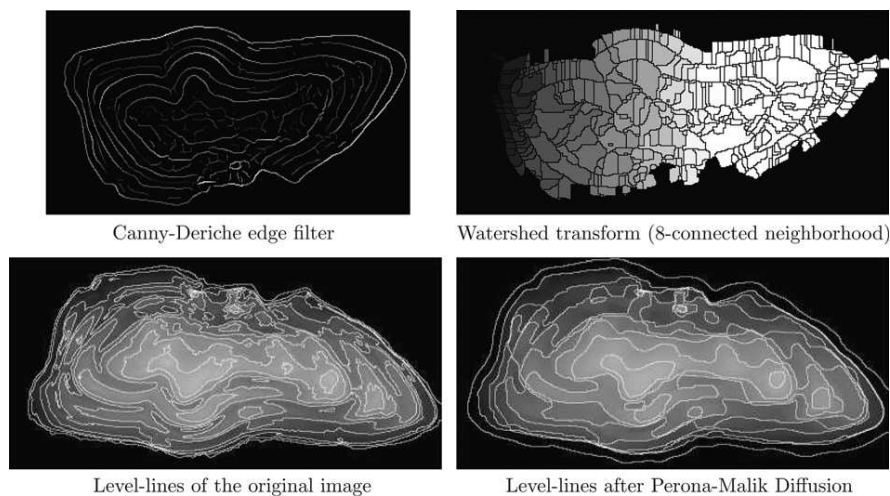 Canny-Deriche edge filter
Watershed transform (8-connected neighborhood)
Level-lines of the original image
Level-lines after Perona-Malik Diffusion